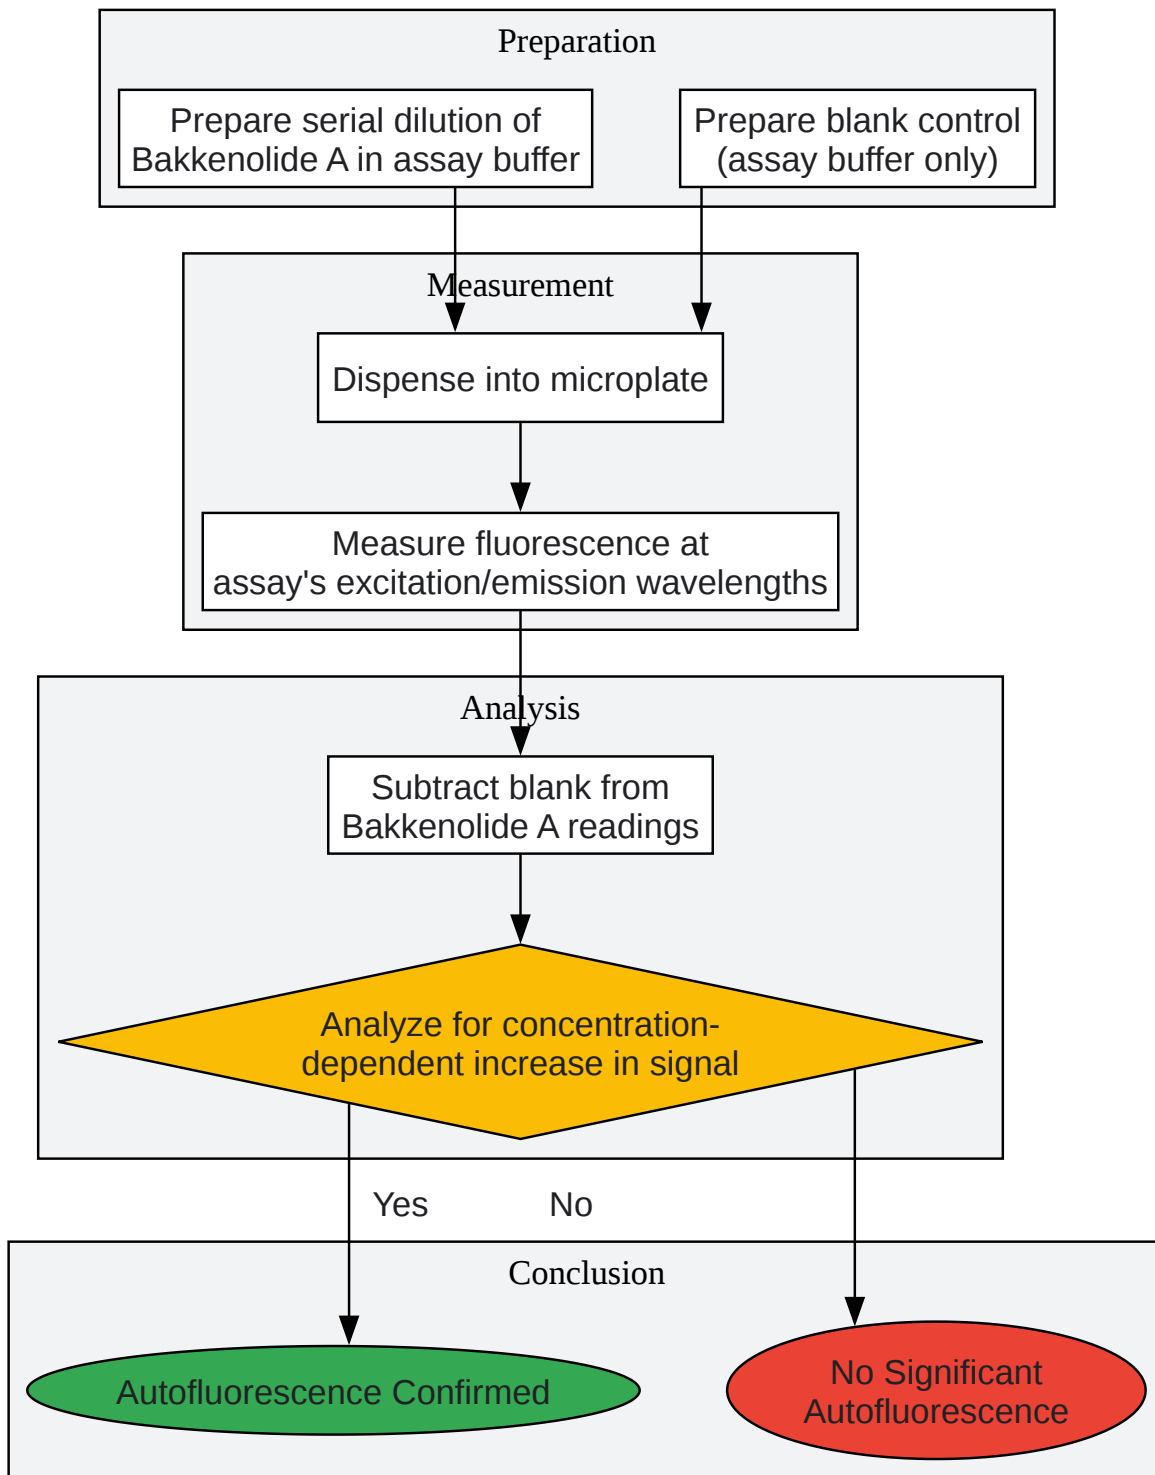 Preparation
Prepare serial dilution of
Bakkenolide A in assay buffer
Prepare blank control
(assay buffer only)
Measurement
Dispense into microplate
Measure fluorescence at
assay's excitation/emission wavelengths
Analysis
Subtract blank from
Bakkenolide A readings
Analyze for concentration-
dependent increase in signal
Yes
No
Conclusion
Autofluorescence Confirmed
No Significant
Autofluorescence